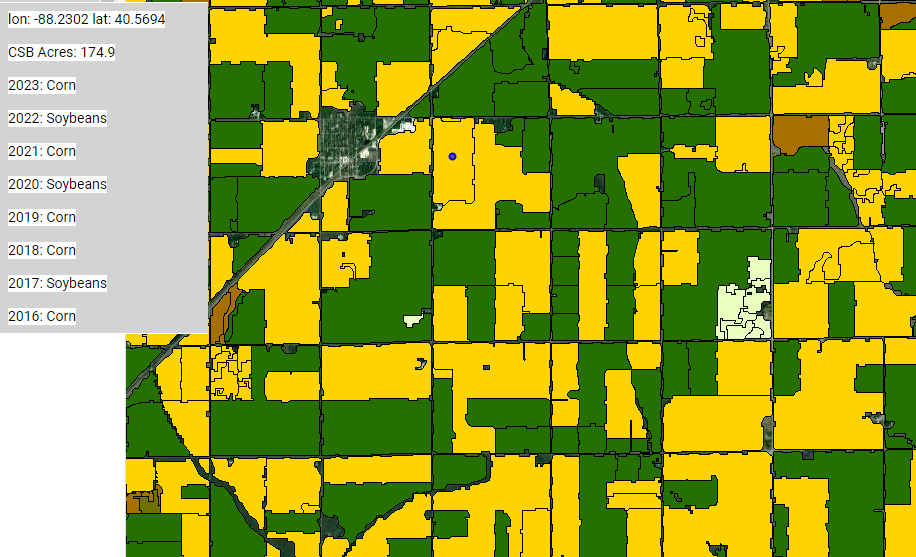 lon: -88.2302 lat: 40.5694
CSB Acres: 174.9
2023: Corn
2022: Soybeans
2021: Corn
2020: Soybeans
2019: Corn
2018: Corn
2017: Soybeans
2016: Corn